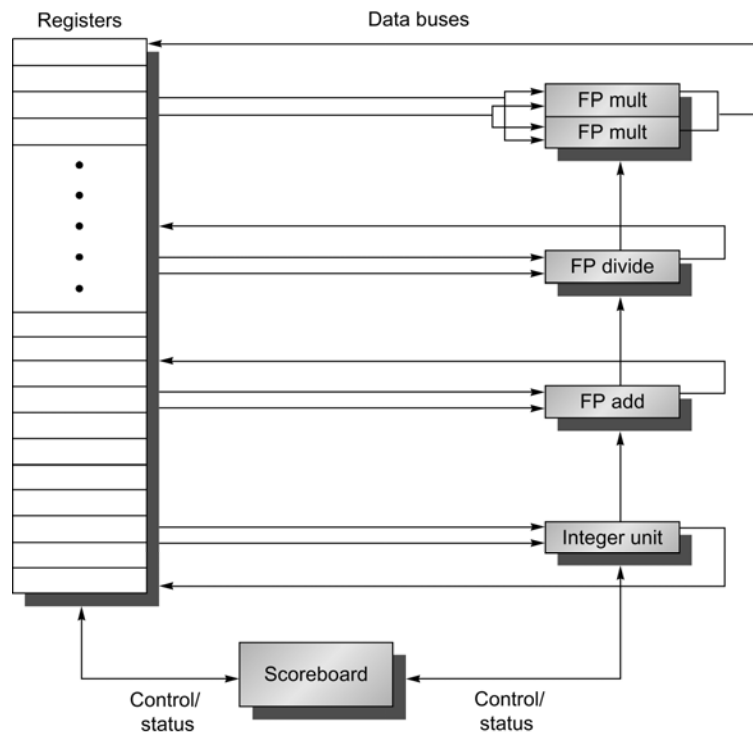 Registers
Data buses
FP mult
FP mult
FP divide
FP add
Integer unit
Scoreboard
Control/
status
Control/
status